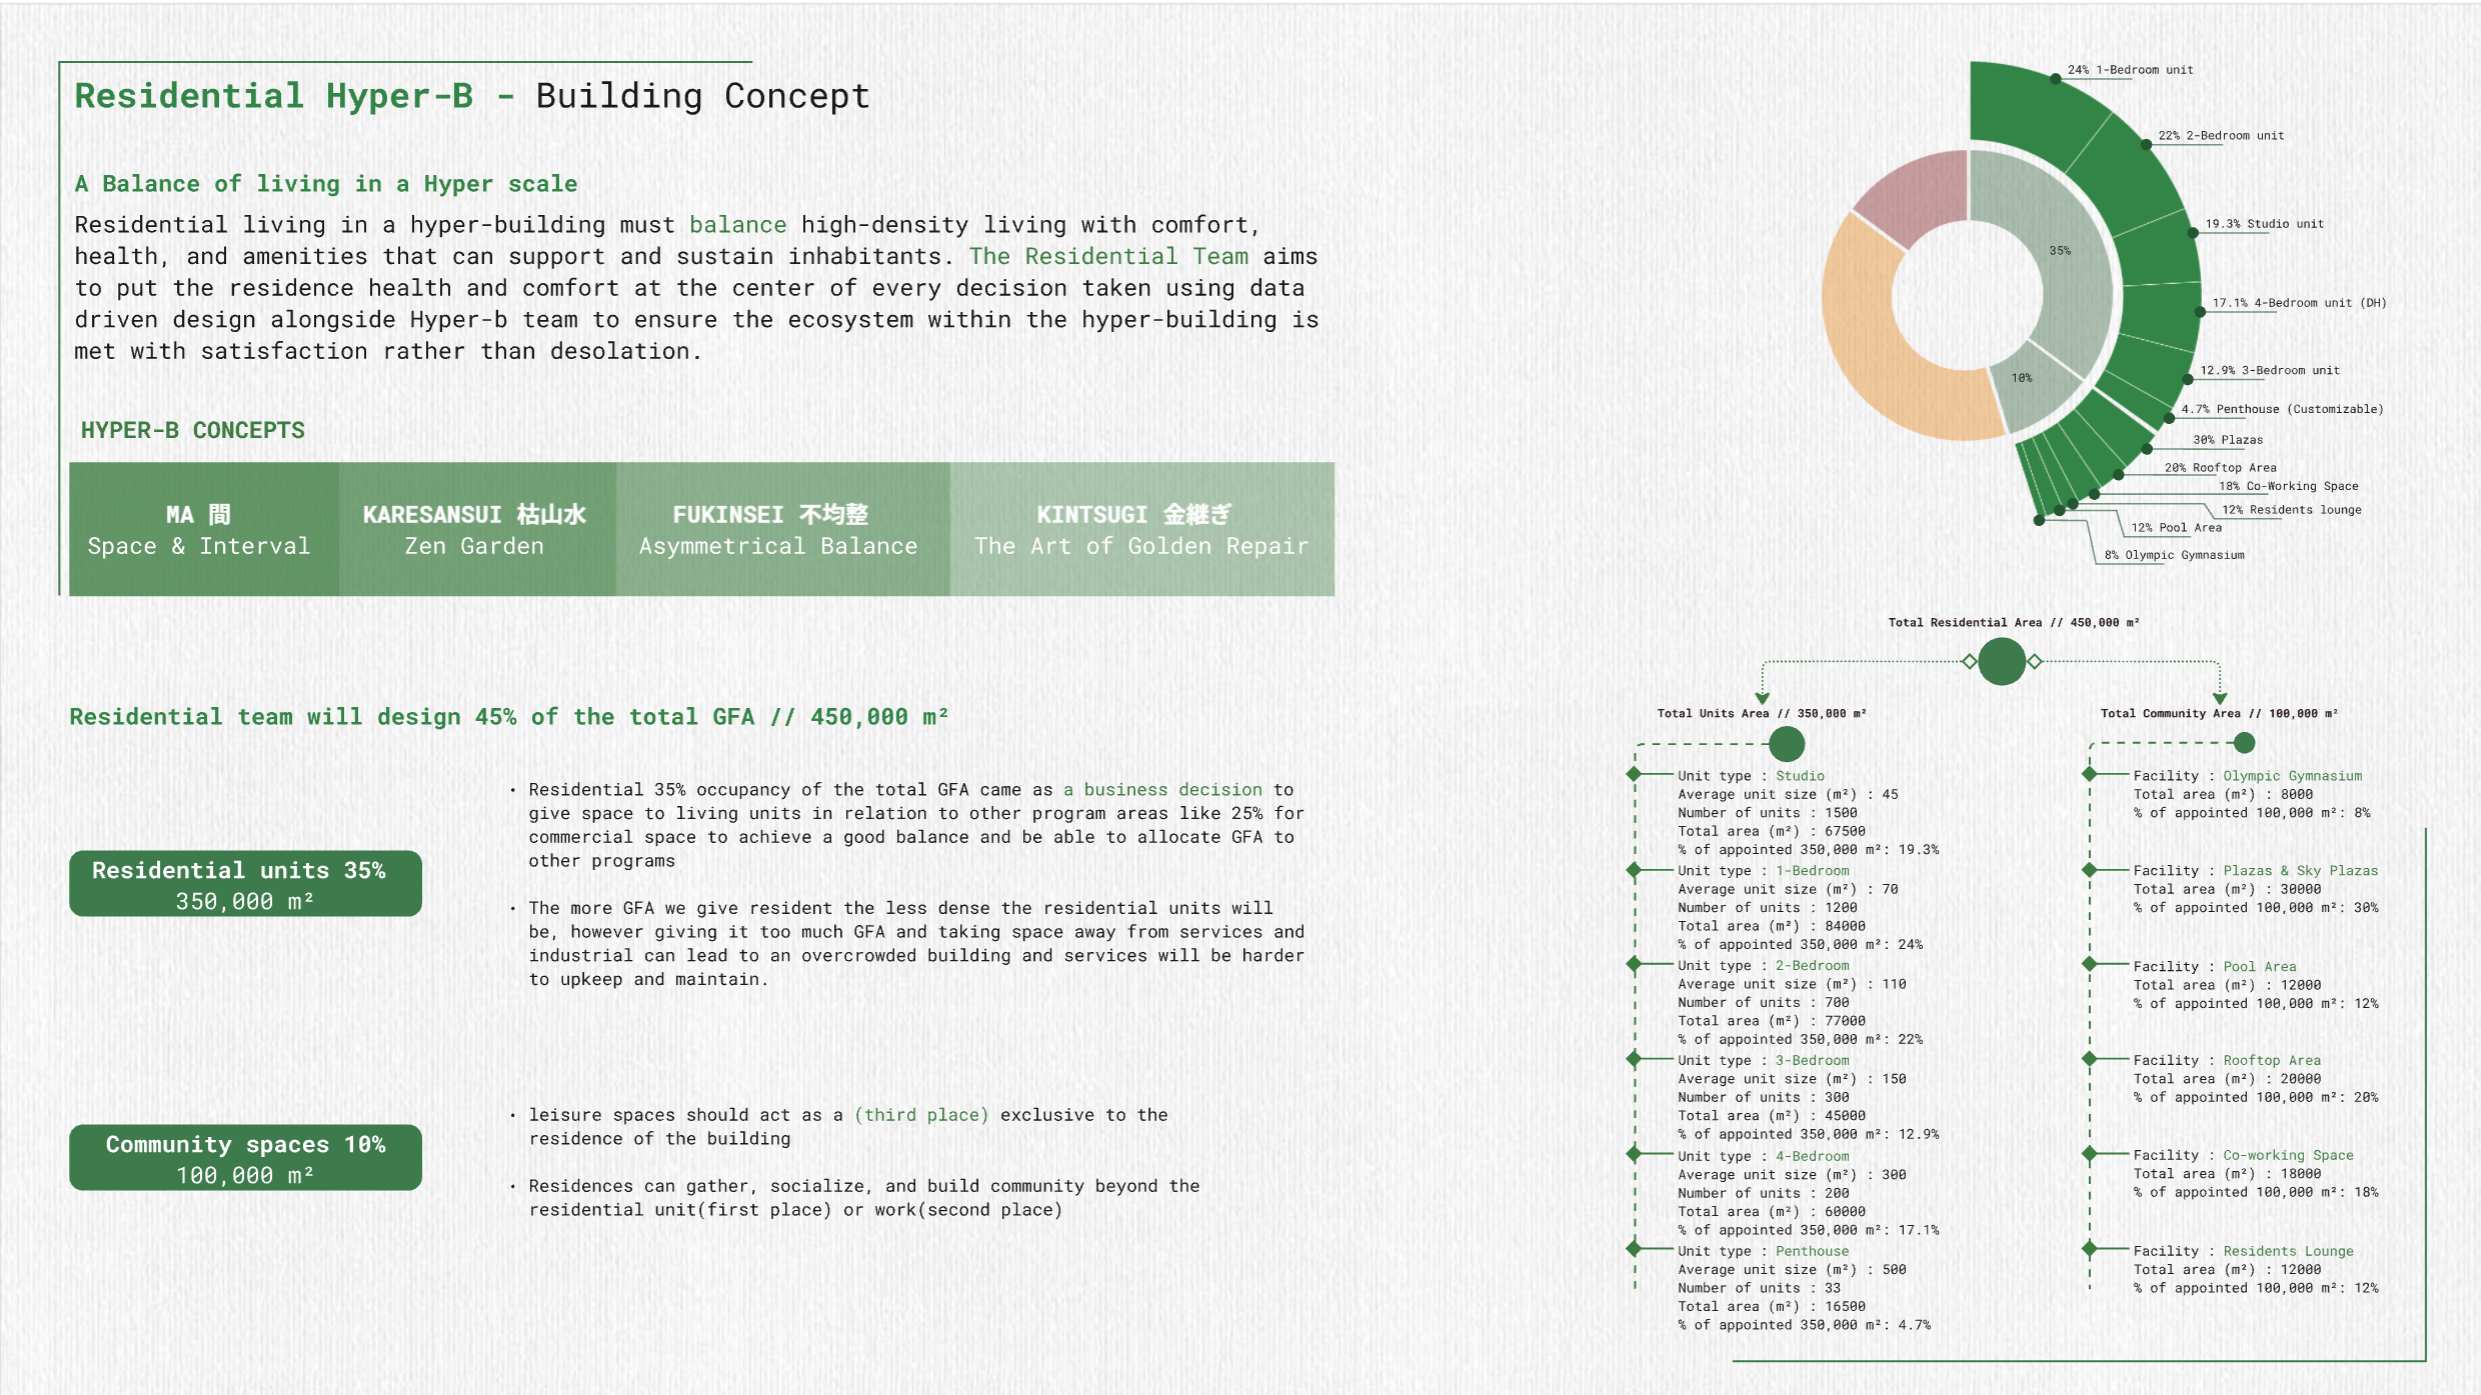 Residential Hyper-B - Building Concept
A Balance of living in a Hyper scale
Residential living in a hyper-building must balance high-density living with comfort,
health, and amenities that can support and sustain inhabitants. The Residential Team aims
to put the residence health and comfort at the center of every decision taken using data
driven design alongside Hyper-b team to ensure the ecosystem within the hyper-building is
met with satisfaction rather than desolation.
HYPER-B CONCEPTS
MA 間
Space & Interval
KARESANSUI 枯山水
Zen Garden
FUKINSEI 不均整
Asymmetrical Balance
KINTSUGI 金継ぎ
The Art of Golden Repair
Residential team will design 45% of the total GFA // 450,000 m²
Residential units 35%
350,000 m²
• Residential 35% occupancy of the total GFA came as a business decision to
give space to living units in relation to other program areas like 25% for
commercial space to achieve a good balance and be able to allocate GFA to
other programs
• The more GFA we give resident the less dense the residential units will
be, however giving it too much GFA and taking space away from services and
industrial can lead to an overcrowded building and services will be harder
to upkeep and maintain.
Community spaces 10%
100,000 m²
• leisure spaces should act as a (third place) exclusive to the
residence of the building
• Residences can gather, socialize, and build community beyond the
residential unit(first place) or work(second place)
24% 1-Bedroom unit
22% 2-Bedroom unit
19.3% Studio unit
35%
17.1% 4-Bedroom unit (DH)
12.9% 3-Bedroom unit
10%
4.7% Penthouse (Customizable)
30% Plazas
20% Rooftop Area
18% Co-Working Space
12% Residents lounge
12% Pool Area
8% Olympic Gymnasium
Total Residential Area // 450,000 m²
Total Units Area // 350,000 m²
Unit type : Studio
Average unit size (m²) : 45
Number of units : 1500
Total area (m²) : 67500
% of appointed 350,000 m²: 19.3%
Unit type : 1-Bedroom
Average unit size (m²) : 70
Number of units : 1200
Total area (m²) : 84000
% of appointed 350,000 m²: 24%
Unit type : 2-Bedroom
Average unit size (m²) : 110
Number of units : 700
Total area (m²) : 77000
% of appointed 350,000 m²: 22%
Unit type : 3-Bedroom
Average unit size (m²) : 150
Number of units : 300
Total area (m²) : 45000
% of appointed 350,000 m²: 12.9%
Unit type : 4-Bedroom
Average unit size (m²) : 300
Number of units : 200
Total area (m²) : 60000
% of appointed 350,000 m²: 17.1%
Unit type : Penthouse
Average unit size (m²) : 500
Number of units : 33
Total area (m²) : 16500
% of appointed 350,000 m²: 4.7%
Total Community Area // 100,000 m²
Facility : Olympic Gymnasium
Total area (m²) : 8000
% of appointed 100,000 m²: 8%
Facility : Plazas & Sky Plazas
Total area (m²) : 30000
% of appointed 100,000 m²: 30%
Facility : Pool Area
Total area (m²) : 12000
% of appointed 100,000 m²: 12%
Facility : Rooftop Area
Total area (m²) : 20000
% of appointed 100,000 m²: 20%
Facility : Co-working Space
Total area (m²) : 18000
% of appointed 100,000 m²: 18%
Facility : Residents Lounge
Total area (m²) : 12000
% of appointed 100,000 m²: 12%